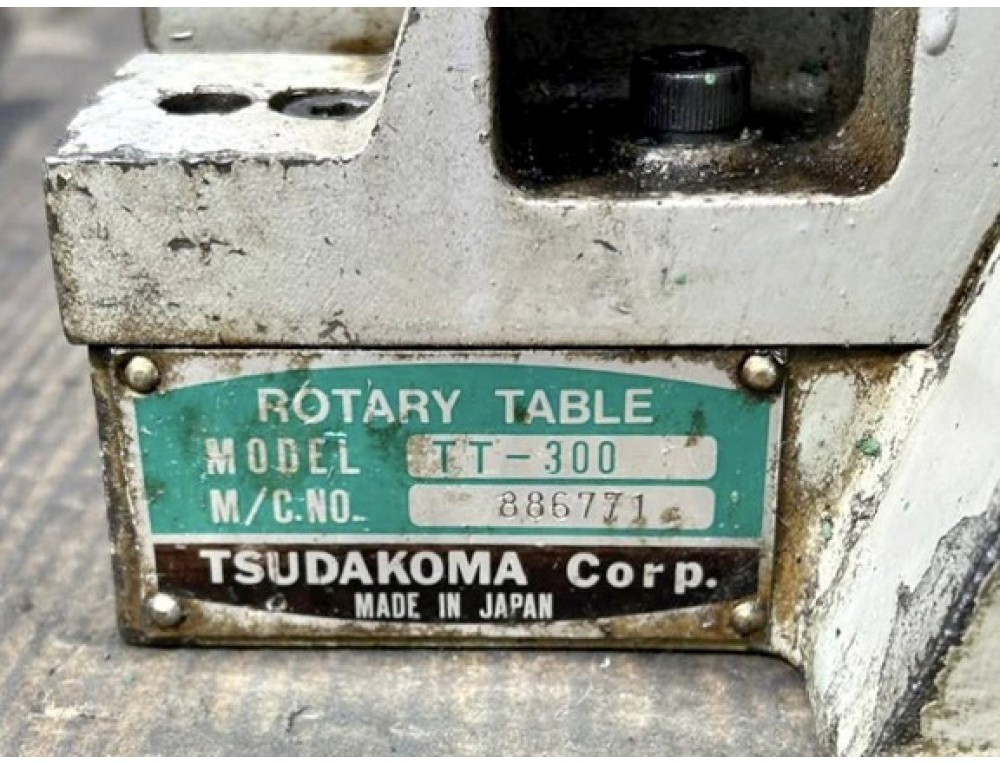 ROTARY TABLE
MODEL TT-300
M/C.NO. 886771
TSUDAKOMA Corp.
MADE IN JAPAN